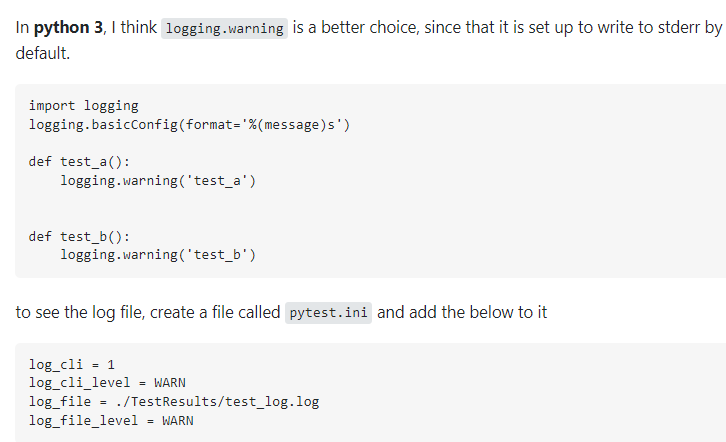 In python 3, I think logging.warning is a better choice, since that it is set up to write to stderr by
default.
import logging
logging.basicConfig(format='%(message)s')
def test_a():
    logging.warning('test_a')
def test_b():
    logging.warning('test_b')
to see the log file, create a file called pytest.ini and add the below to it
log_cli = 1
log_cli_level = WARN
log_file = ./TestResults/test_log.log
log_file_level = WARN